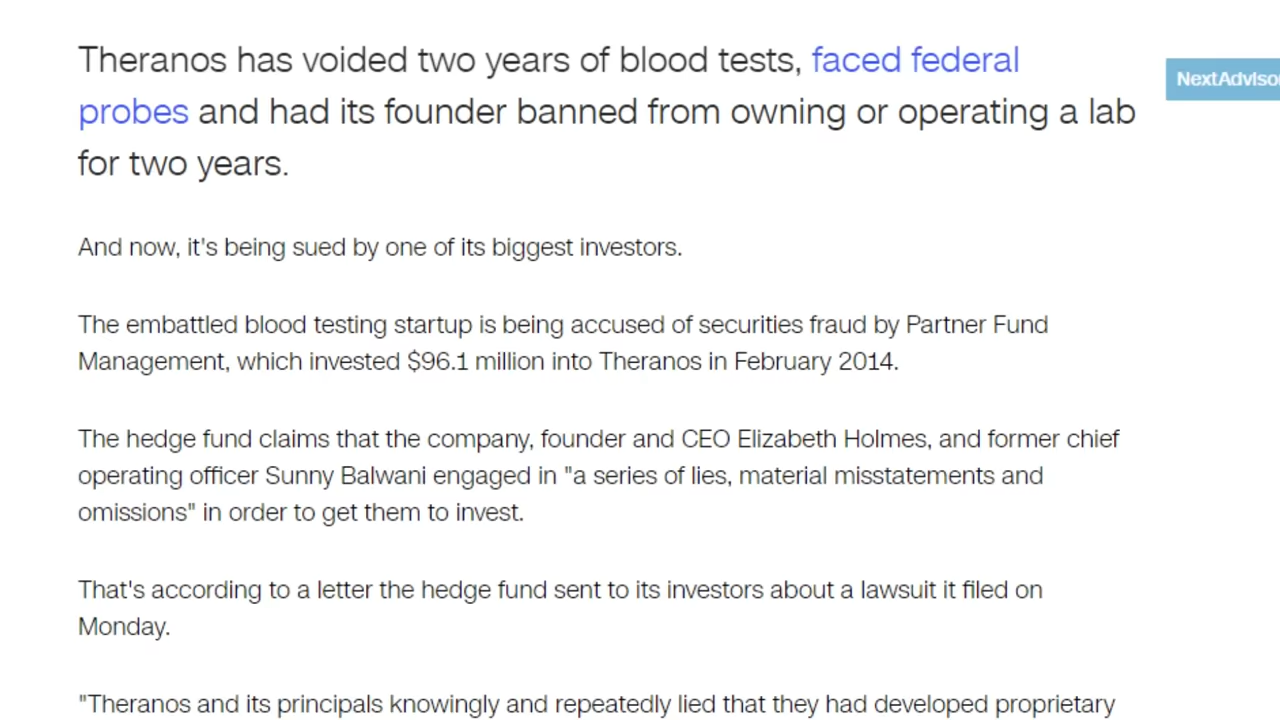 Theranos has voided two years of blood tests, faced federal
probes and had its founder banned from owning or operating a lab
for two years.
And now, it's being sued by one of its biggest investors.
The embattled blood testing startup is being accused of securities fraud by Partner Fund
Management, which invested $96.1 million into Theranos in February 2014.
The hedge fund claims that the company, founder and CEO Elizabeth Holmes, and former chief
operating officer Sunny Balwani engaged in "a series of lies, material misstatements and
omissions" in order to get them to invest.
That's according to a letter the hedge fund sent to its investors about a lawsuit it filed on
Monday.
"Theranos and its principals knowingly and repeatedly lied that they had developed proprietary
NextAdviso